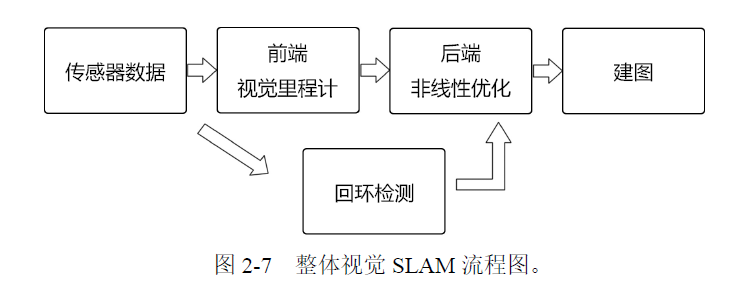 传感器数据
前端
视觉里程计
后端
非线性优化
建图
回环检测
图 2-7 整体视觉 SLAM 流程图。